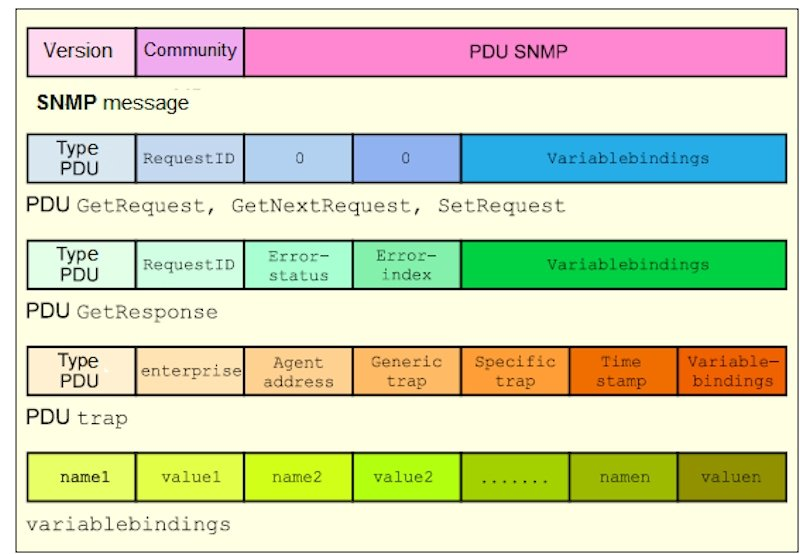 Version Community PDU SNMP
SNMP message
Type PDU RequestID 0 0 Variablebindings
PDU GetRequest, GetNextRequest, SetRequest
Type PDU RequestID Error-status Error-index Variablebindings
PDU GetResponse
Type PDU enterprise Agent address Generic trap Specific trap Time stamp Variable-bindings
PDU trap
name1 value1 name2 value2 ....... namen valuen
variablebindings